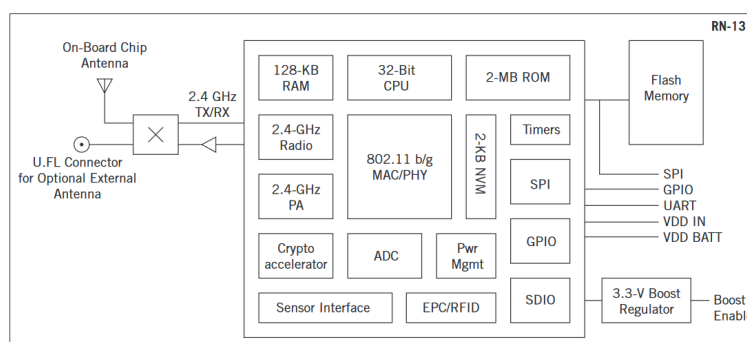 RN-13
On-Board Chip
Antenna
2.4 GHz
TX/RX
U.FL Connector
for Optional External
Antenna
128-KB
RAM
32-Bit
CPU
2-MB ROM
Flash
Memory
2.4-GHz
Radio
802.11 b/g
MAC/PHY
2-KB NVM
Timers
2.4-GHz
PA
SPI
SPI
GPIO
UART
VDD IN
VDD BATT
Crypto
accelerator
ADC
Pwr
Mgmt
GPIO
Sensor Interface
EPC/RFID
SDIO
3.3-V Boost
Regulator
Boost
Enable